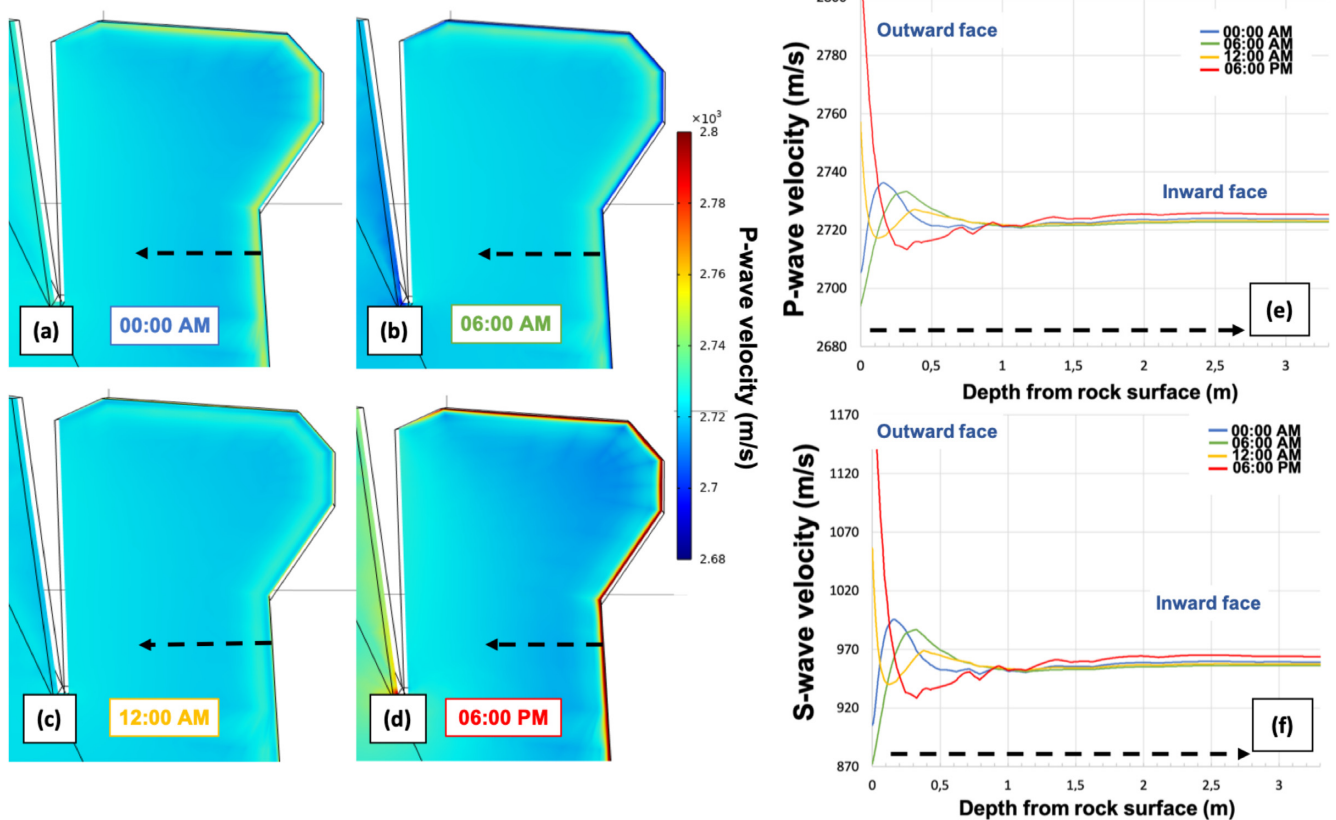 (a)
00:00 AM
(b)
06:00 AM
×10³
2.8
2.78
2.76
2.74
2.72
2.7
2.68
P-wave velocity (m/s)
(c)
12:00 AM
(d)
06:00 PM
P-wave velocity (m/s)
2780
2760
2740
2720
2700
2680
Outward face
00:00 AM
06:00 AM
12:00 AM
06:00 PM
Inward face
(e)
0
0,5
1
1,5
2
2,5
3
Depth from rock surface (m)
S-wave velocity (m/s)
1170
1120
1070
1020
970
920
870
Outward face
00:00 AM
06:00 AM
12:00 AM
06:00 PM
Inward face
(f)
0
0,5
1
1,5
2
2,5
3
Depth from rock surface (m)